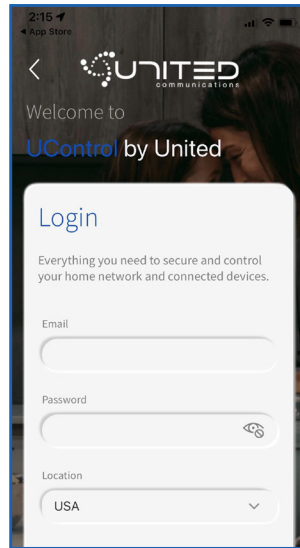 2:15
◀ App Store
UNITED
communications
Welcome to
UControl by United
Login
Everything you need to secure and control
your home network and connected devices.
Email
Password
Location
USA